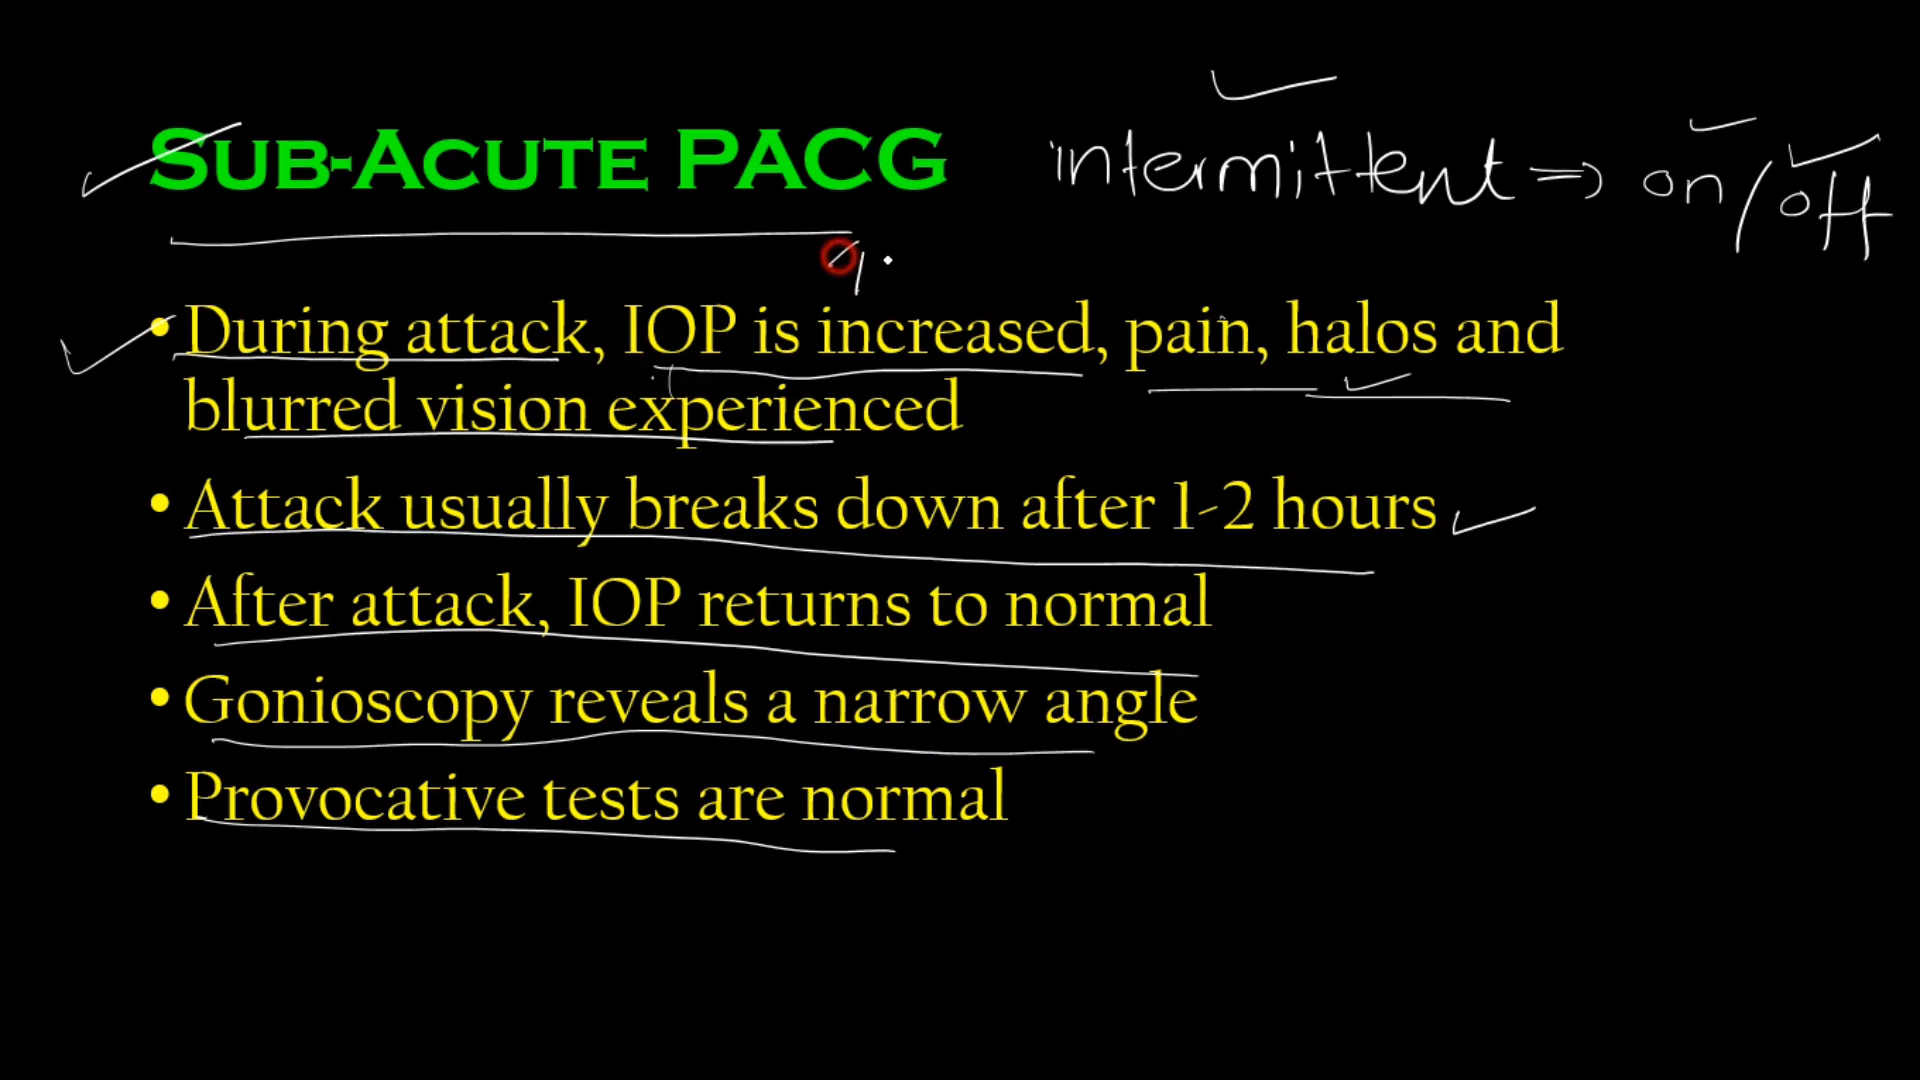 SUB-ACUTE PACG intermittent => on/off
• During attack, IOP is increased, pain, halos and
blurred vision experienced
• Attack usually breaks down after 1-2 hours
• After attack, IOP returns to normal
• Gonioscopy reveals a narrow angle
• Provocative tests are normal